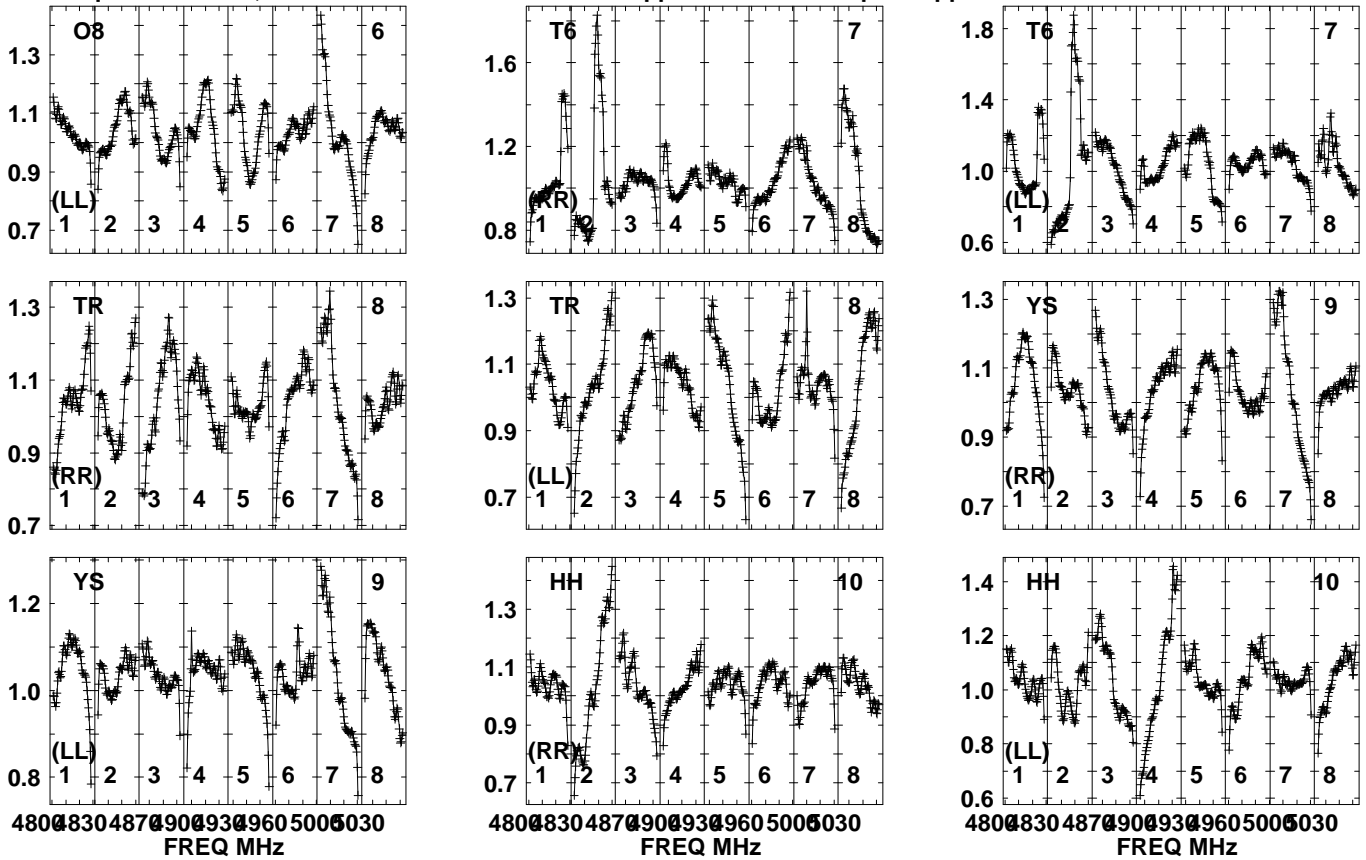 O8 6
1.3
1.1
0.9
0.7
(LL)
1 2 3 4 5 6 7 8
T6 7
1.6
1.2
0.8
(RR)
1 2 3 4 5 6 7 8
T6 7
1.8
1.4
1.0
0.6
(LL)
1 2 3 4 5 6 7 8
TR 8
1.3
1.1
0.9
0.7
(RR)
1 2 3 4 5 6 7 8
TR 8
1.3
1.1
0.9
0.7
(LL)
1 2 3 4 5 6 7 8
YS 9
1.3
1.1
0.9
0.7
(RR)
1 2 3 4 5 6 7 8
YS 9
1.2
1.0
0.8
(LL)
1 2 3 4 5 6 7 8
4800 4830 4870 4900 4930 4960 5000 5030
FREQ MHz
HH 10
1.3
1.1
0.9
0.7
(RR)
1 2 3 4 5 6 7 8
4800 4830 4870 4900 4930 4960 5000 5030
FREQ MHz
HH 10
1.4
1.2
1.0
0.8
0.6
(LL)
1 2 3 4 5 6 7 8
4800 4830 4870 4900 4930 4960 5000 5030
FREQ MHz